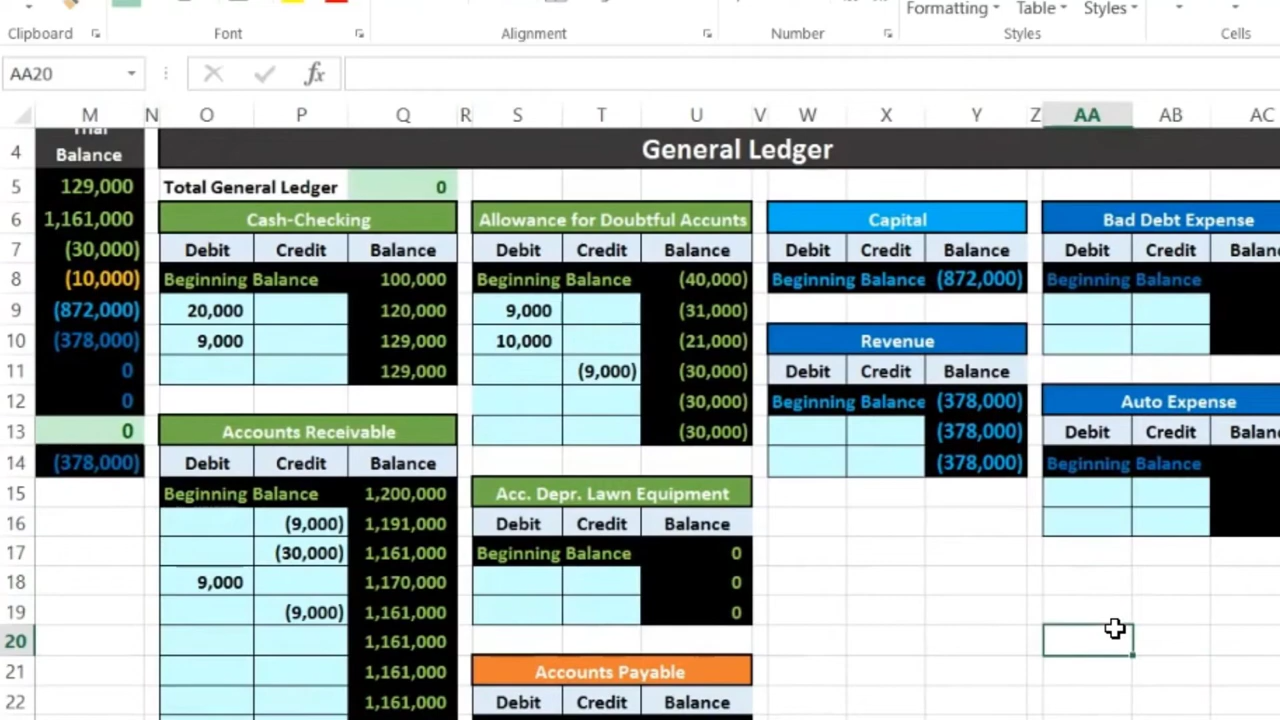 Formatting Table Styles
Clipboard Font Alignment Number Styles Cells
AA20 fx
M N O P Q R S T U V W X Y Z AA AB AC
4 Balance General Ledger
5 129,000 Total General Ledger 0
6 1,161,000 Cash-Checking Allowance for Doubtful Accunts Capital Bad Debt Expense
7 (30,000) Debit Credit Balance Debit Credit Balance Debit Credit Balance Debit Credit
8 (10,000) Beginning Balance 100,000 Beginning Balance (40,000) Beginning Balance (872,000) Beginning Balance
9 (872,000) 20,000 120,000 9,000 (31,000)
10 (378,000) 9,000 129,000 10,000 (21,000) Revenue
11 0 129,000 (9,000) (30,000) Debit Credit Balance
12 0 (30,000) Beginning Balance (378,000) Auto Expense
13 0 Accounts Receivable (30,000) (378,000) Debit Credit
14 (378,000) Debit Credit Balance (378,000) Beginning Balance
15 Beginning Balance 1,200,000 Acc. Depr. Lawn Equipment
16 (9,000) 1,191,000 Debit Credit Balance
17 (30,000) 1,161,000 Beginning Balance 0
18 9,000 1,170,000 0
19 (9,000) 1,161,000 0
20 1,161,000
21 1,161,000 Accounts Payable
22 1,161,000 Debit Credit Balance